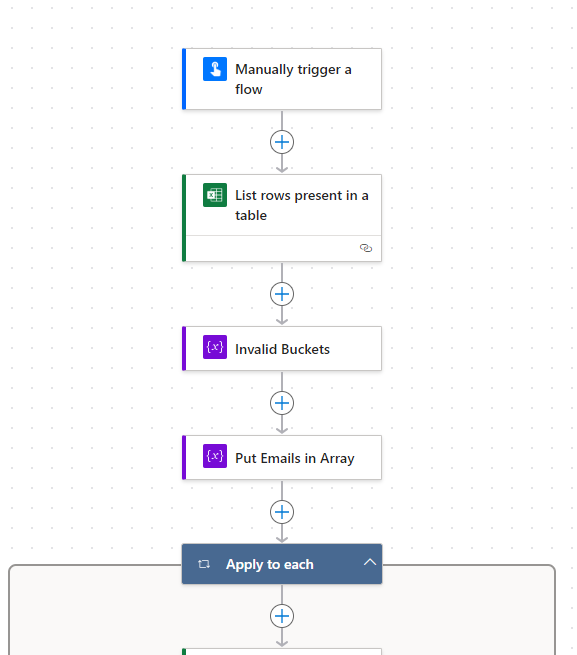 Manually trigger a
flow
List rows present in a
table
{x} Invalid Buckets
{x} Put Emails in Array
Apply to each